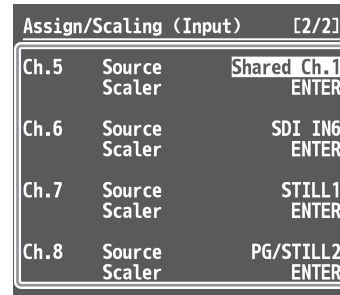 Assign/Scaling (Input) [2/2]
Ch.5 Source Shared Ch.1
Scaler ENTER
Ch.6 Source SDI IN6
Scaler ENTER
Ch.7 Source STILL1
Scaler ENTER
Ch.8 Source PG/STILL2
Scaler ENTER